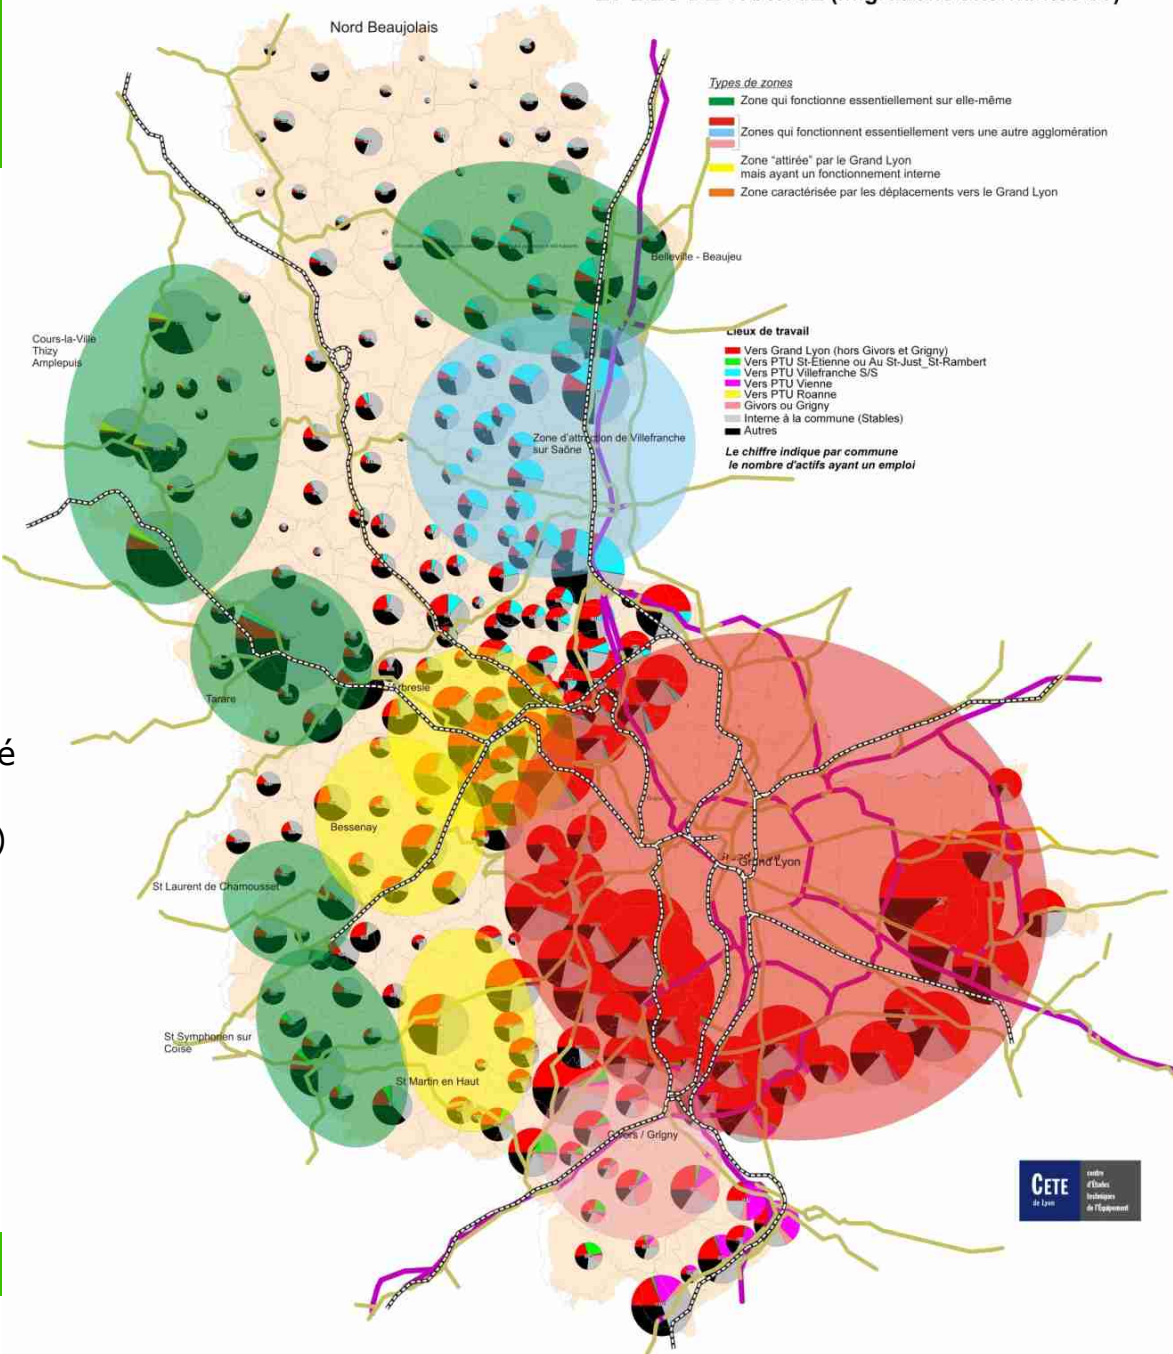 Nord Beaujolais
Types de zones
Zone qui fonctionne essentiellement sur elle-même
Zones qui fonctionnent essentiellement vers une autre agglomération
Zone "attirée" par le Grand Lyon
mais ayant un fonctionnement interne
Zone caractérisée par les déplacements vers le Grand Lyon
Belleville - Beaujeu
Cours-la-Ville
Thizy
Amplepuis
Lieux de travail
Vers Grand Lyon (hors Givors et Grigny)
Vers PTU St-Etienne ou Au St-Just_St-Rambert
Vers PTU Villefranche S/S
Vers PTU Vienne
Vers PTU Roanne
Givors ou Grigny
Interne à la commune (Stables)
Autres
Le chiffre indique par commune
le nombre d'actifs ayant un emploi
Zone d'attraction de Villefranche
sur Saône
Tarare
é
Bessenay
)
Grand Lyon
St Laurent de Chamousset
St Symphorien sur
Coise
St Martin en Haut
Givors / Grigny
CETE
de Lyon
centre
d'Études
techniques
de l'Équipement